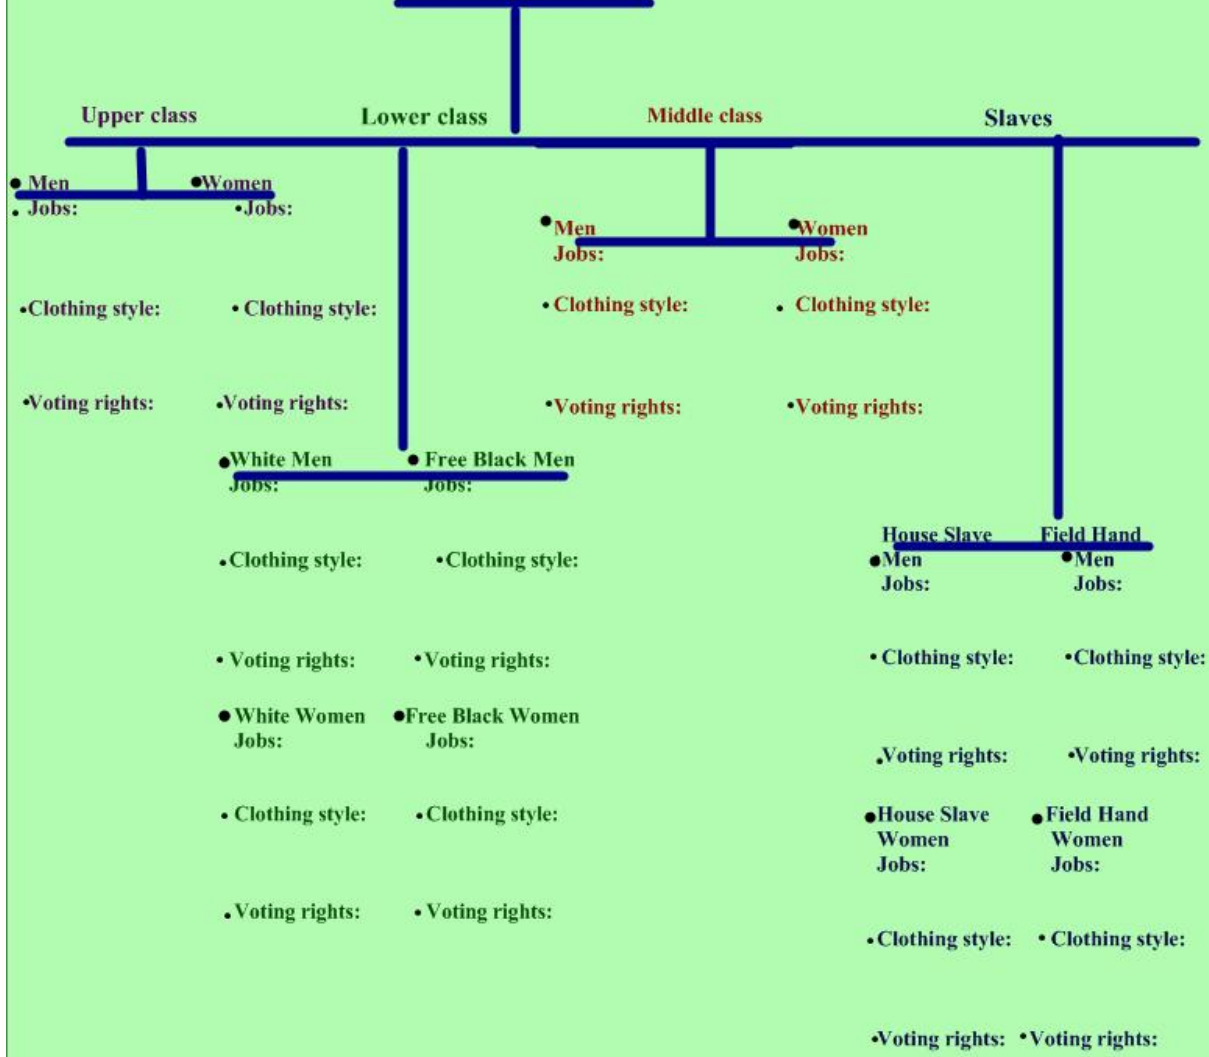 Upper class
Lower class
Middle class
Slaves
Men
Jobs:
Clothing style:
Voting rights:
Women
Jobs:
Clothing style:
Voting rights:
White Men
Jobs:
Clothing style:
Voting rights:
Free Black Men
Jobs:
Clothing style:
Voting rights:
White Women
Jobs:
Clothing style:
Voting rights:
Free Black Women
Jobs:
Clothing style:
Voting rights:
Men
Jobs:
Clothing style:
Voting rights:
Women
Jobs:
Clothing style:
Voting rights:
House Slave
Men
Jobs:
Clothing style:
Voting rights:
Field Hand
Men
Jobs:
Clothing style:
Voting rights:
House Slave
Women
Jobs:
Clothing style:
Voting rights:
Field Hand
Women
Jobs:
Clothing style:
Voting rights: